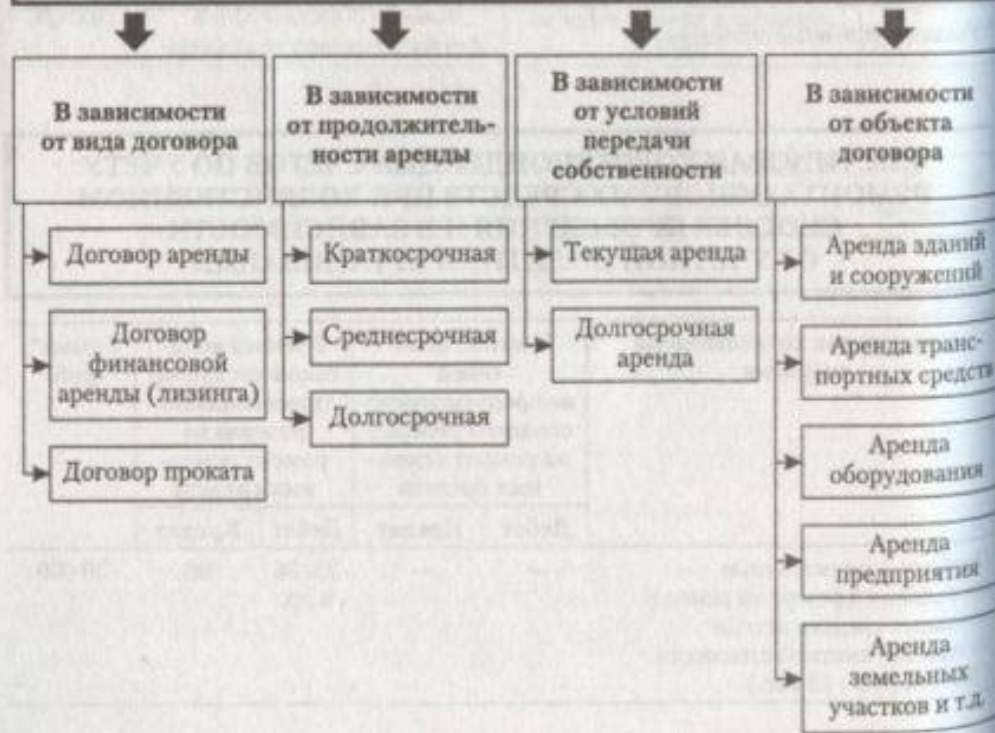 В зависимости
от вида договора
Договор аренды
Договор
финансовой
аренды (лизинга)
Договор проката
В зависимости
от продолжитель-
ности аренды
Краткосрочная
Среднесрочная
Долгосрочная
В зависимости
от условий
передачи
собственности
Текущая аренда
Долгосрочная
аренда
В зависимости
от объекта
договора
Аренда зданий
и сооружений
Аренда транс-
портных средств
Аренда
оборудования
Аренда
предприятия
Аренда
земельных
участков и т.д.